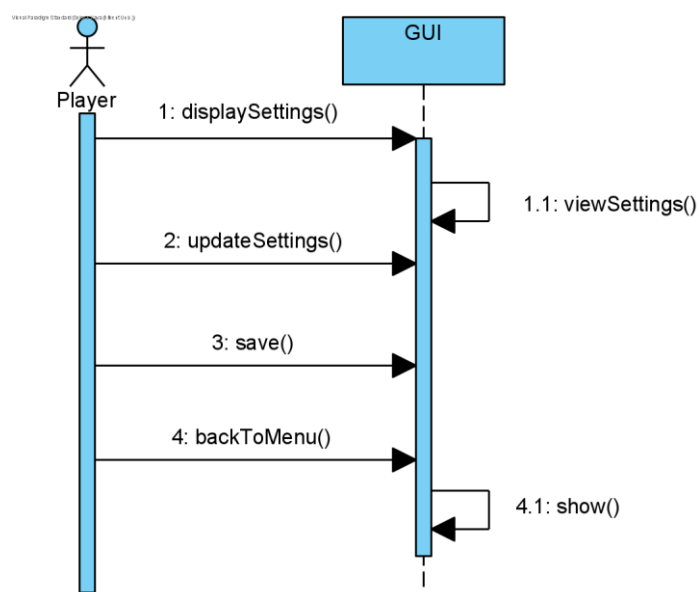 GUI
Player
1: displaySettings()
1.1: viewSettings()
2: updateSettings()
3: save()
4: backToMenu()
4.1: show()